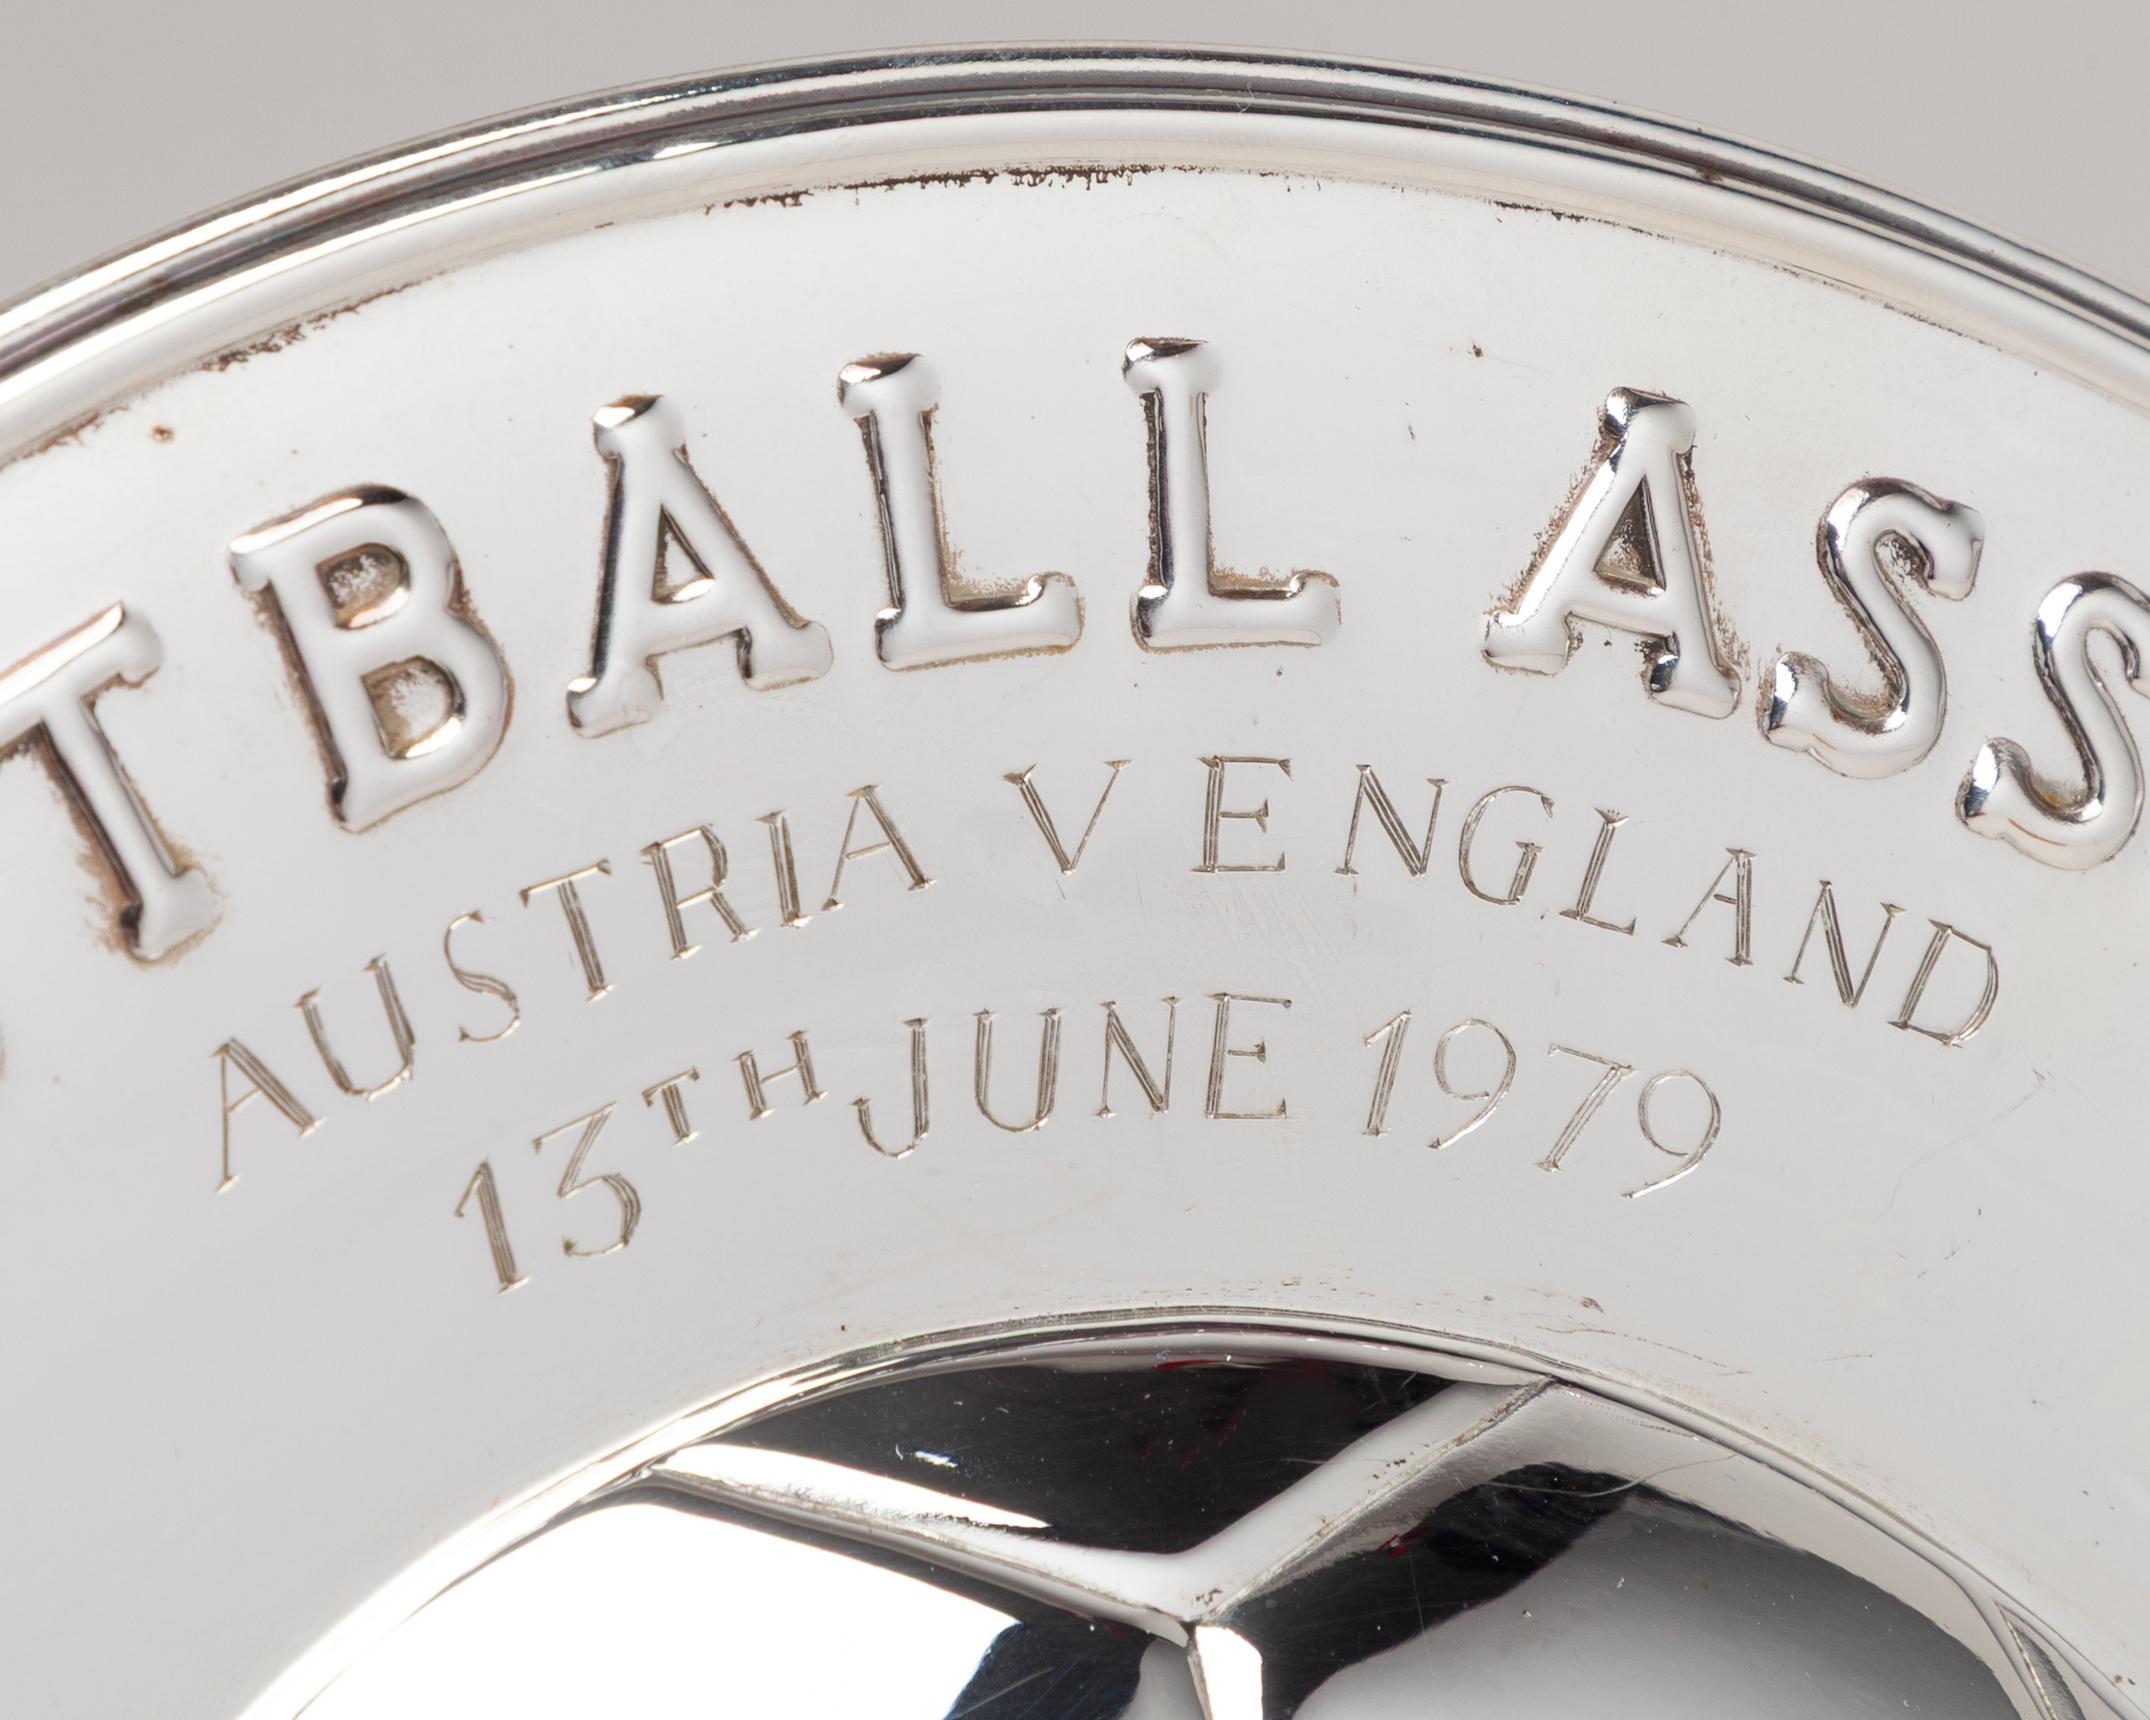 TBALL ASS
AUSTRIA V ENGLAND
13TH JUNE 1979